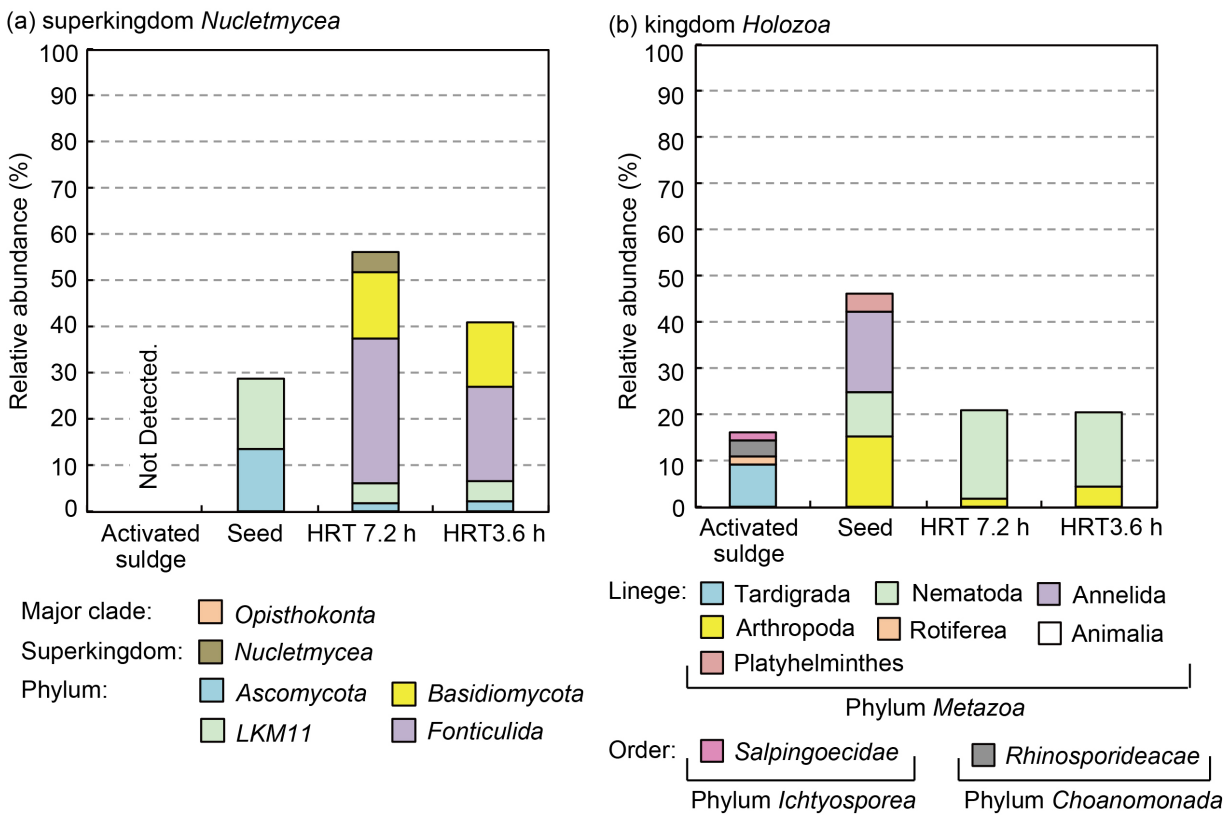 (a) superkingdom Nucletmycea
Relative abundance (%)
100
90
80
70
60
50
40
30
20
10
0
Not Detected.
Activated suldge
Seed
HRT 7.2 h
HRT3.6 h
Major clade:
Opisthokonta
Superkingdom:
Nucletmycea
Phylum:
Ascomycota
Basidiomycota
LKM11
Fonticulida
(b) kingdom Holozoa
Relative abundance (%)
100
90
80
70
60
50
40
30
20
10
0
Activated suldge
Seed
HRT 7.2 h
HRT3.6 h
Linege:
Tardigrada
Nematoda
Annelida
Arthropoda
Rotiferea
Animalia
Platyhelminthes
Phylum Metazoa
Order:
Salpingoecidae
Rhinosporideacae
Phylum Ichtyosporea
Phylum Choanomonada